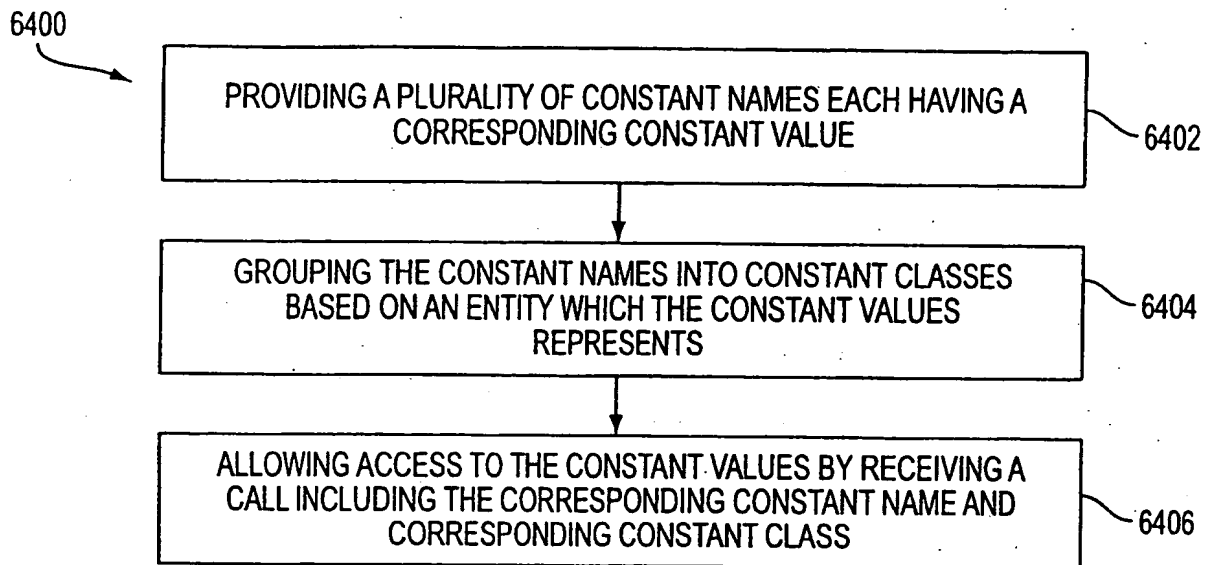 6400
PROVIDING A PLURALITY OF CONSTANT NAMES EACH HAVING A
CORRESPONDING CONSTANT VALUE
6402
GROUPING THE CONSTANT NAMES INTO CONSTANT CLASSES
BASED ON AN ENTITY WHICH THE CONSTANT VALUES
REPRESENTS
6404
ALLOWING ACCESS TO THE CONSTANT VALUES BY RECEIVING A
CALL INCLUDING THE CORRESPONDING CONSTANT NAME AND
CORRESPONDING CONSTANT CLASS
6406